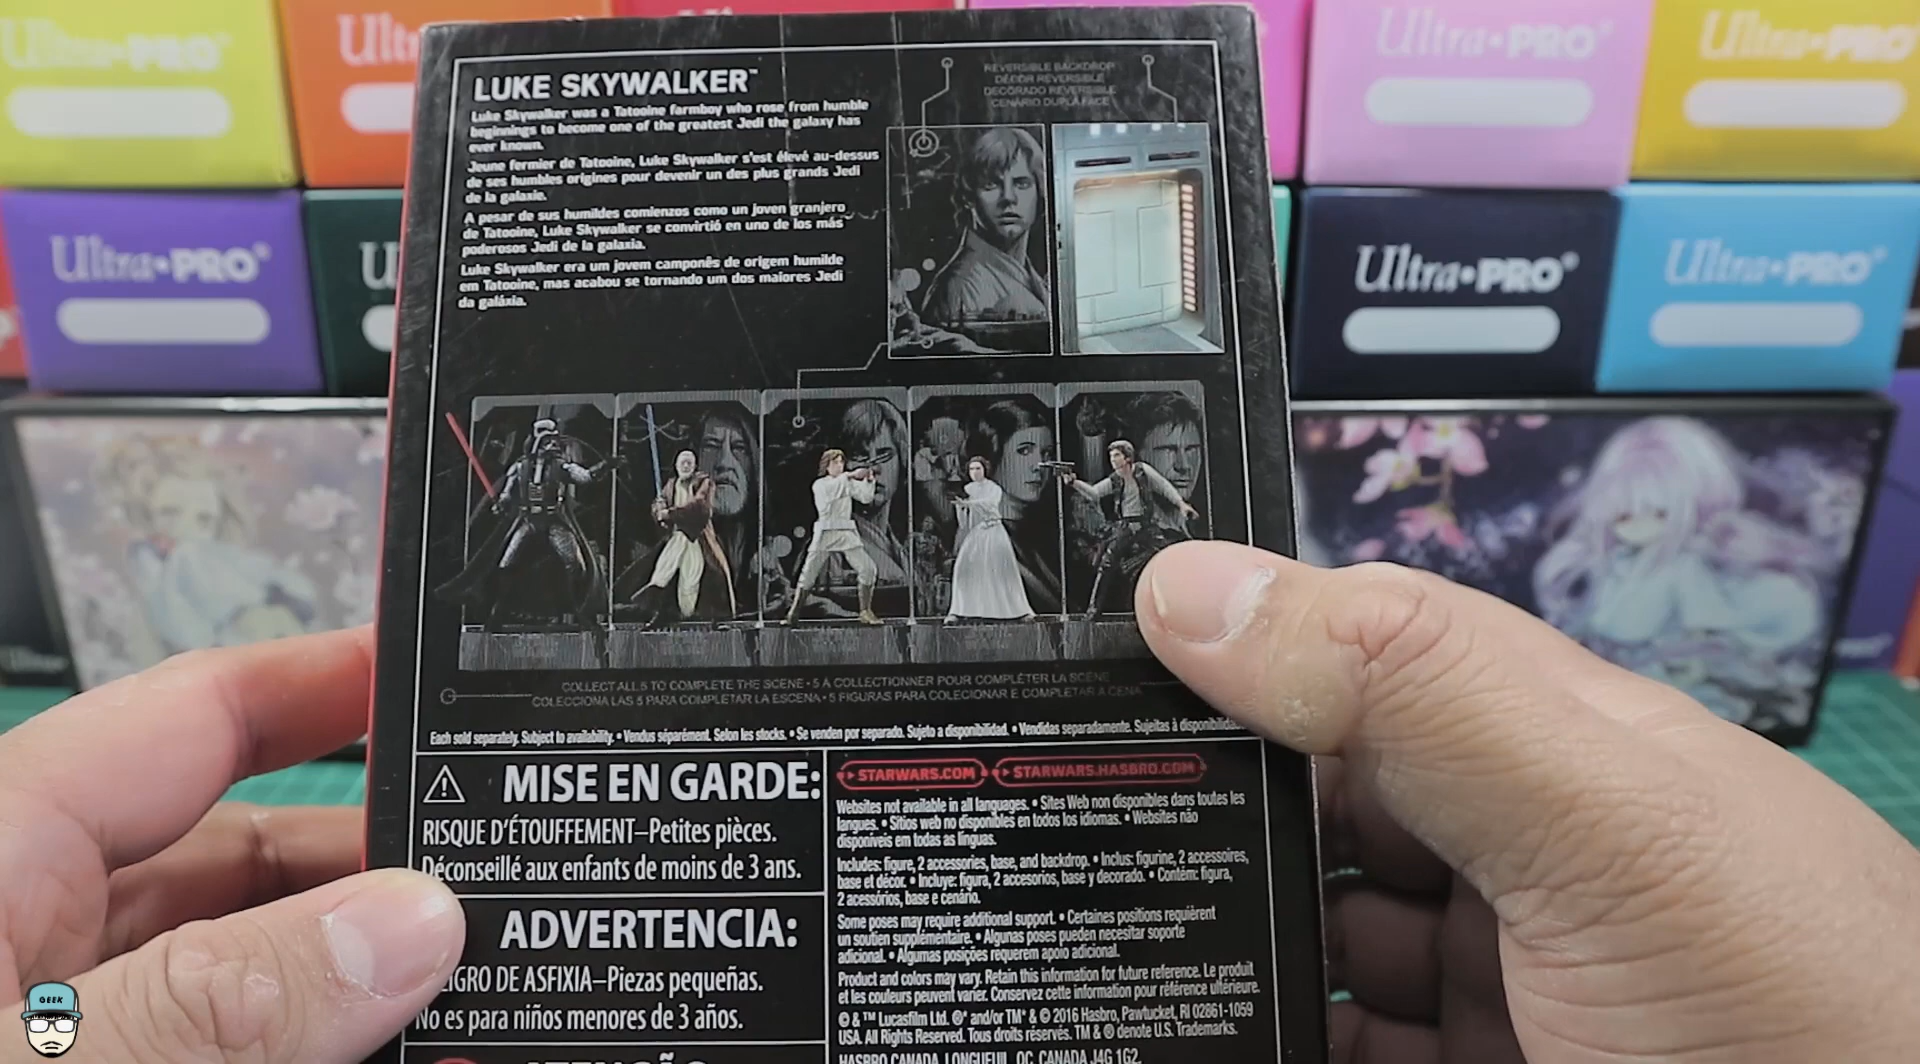 Ultra•PRO®
Ult
Ultra•PRO®
Ultra•PRO
Ultra•PRO®
U
Ultra•PRO®
Ultra•PRO®
LUKE SKYWALKER™
Luke Skywalker was a Tatooine farmboy who rose from humble
beginnings to become one of the greatest Jedi the galaxy has
ever known.
Jeune fermier de Tatooine, Luke Skywalker s'est élevé au-dessus
de ses humbles origines pour devenir un des plus grands Jedi
de la galaxie.
A pesar de sus humildes comienzos como un joven granjero
de Tatooine, Luke Skywalker se convirtió en uno de los más
poderosos Jedi de la galaxia.
Luke Skywalker era um jovem camponês de origem humilde
em Tatooine, mas acabou se tornando um dos maiores Jedi
da galáxia.
REVERSIBLE BACKDROP
DÉCOR RÉVERSIBLE
DECORADO REVERSIBLE
CENÁRIO DUPLA FACE
COLLECT ALL 5 TO COMPLETE THE SCENE • 5 À COLLECTIONNER POUR COMPLÉTER LA SCÈNE
COLECCIONA LAS 5 PARA COMPLETAR LA ESCENA • 5 FIGURAS PARA COLECIONAR E COMPLETAR A CENA
Each sold separately. Subject to availability. • Vendus séparément. Selon les stocks. • Se venden por separado. Sujeto a disponibilidad. • Vendidas separadamente. Sujeitas à disponibilida
MISE EN GARDE:
RISQUE D'ÉTOUFFEMENT–Petites pièces.
Déconseillé aux enfants de moins de 3 ans.
ADVERTENCIA:
IGRO DE ASFIXIA–Piezas pequeñas.
No es para niños menores de 3 años.
ATENÇÃO
STARWARS.COM
STARWARS.HASBRO.COM
Websites not available in all languages. • Sites Web non disponibles dans toutes les
langues. • Sitios web no disponibles en todos los idiomas. • Websites não
disponíveis em todas as línguas.
Includes: figure, 2 accessories, base, and backdrop. • Inclus: figurine, 2 accessoires,
base et décor. • Incluye: figura, 2 accesorios, base y decorado. • Contém: figura,
2 acessórios, base e cenário.
Some poses may require additional support. • Certaines positions requièrent
un soutien supplémentaire. • Algunas poses pueden necesitar soporte
adicional. • Algumas posições requerem apoio adicional.
Product and colors may vary. Retain this information for future reference. Le produit
et les couleurs peuvent varier. Conservez cette information pour référence ultérieure.
© & ™ Lucasfilm Ltd. ®* and/or TM* & © 2016 Hasbro, Pawtucket, RI 02861-1059
USA. All Rights Reserved. Tous droits réservés. TM & ® denote U.S. Trademarks.
HASBRO CANADA, LONGUEUIL, QC, CANADA J4G 1G2.
GEEK